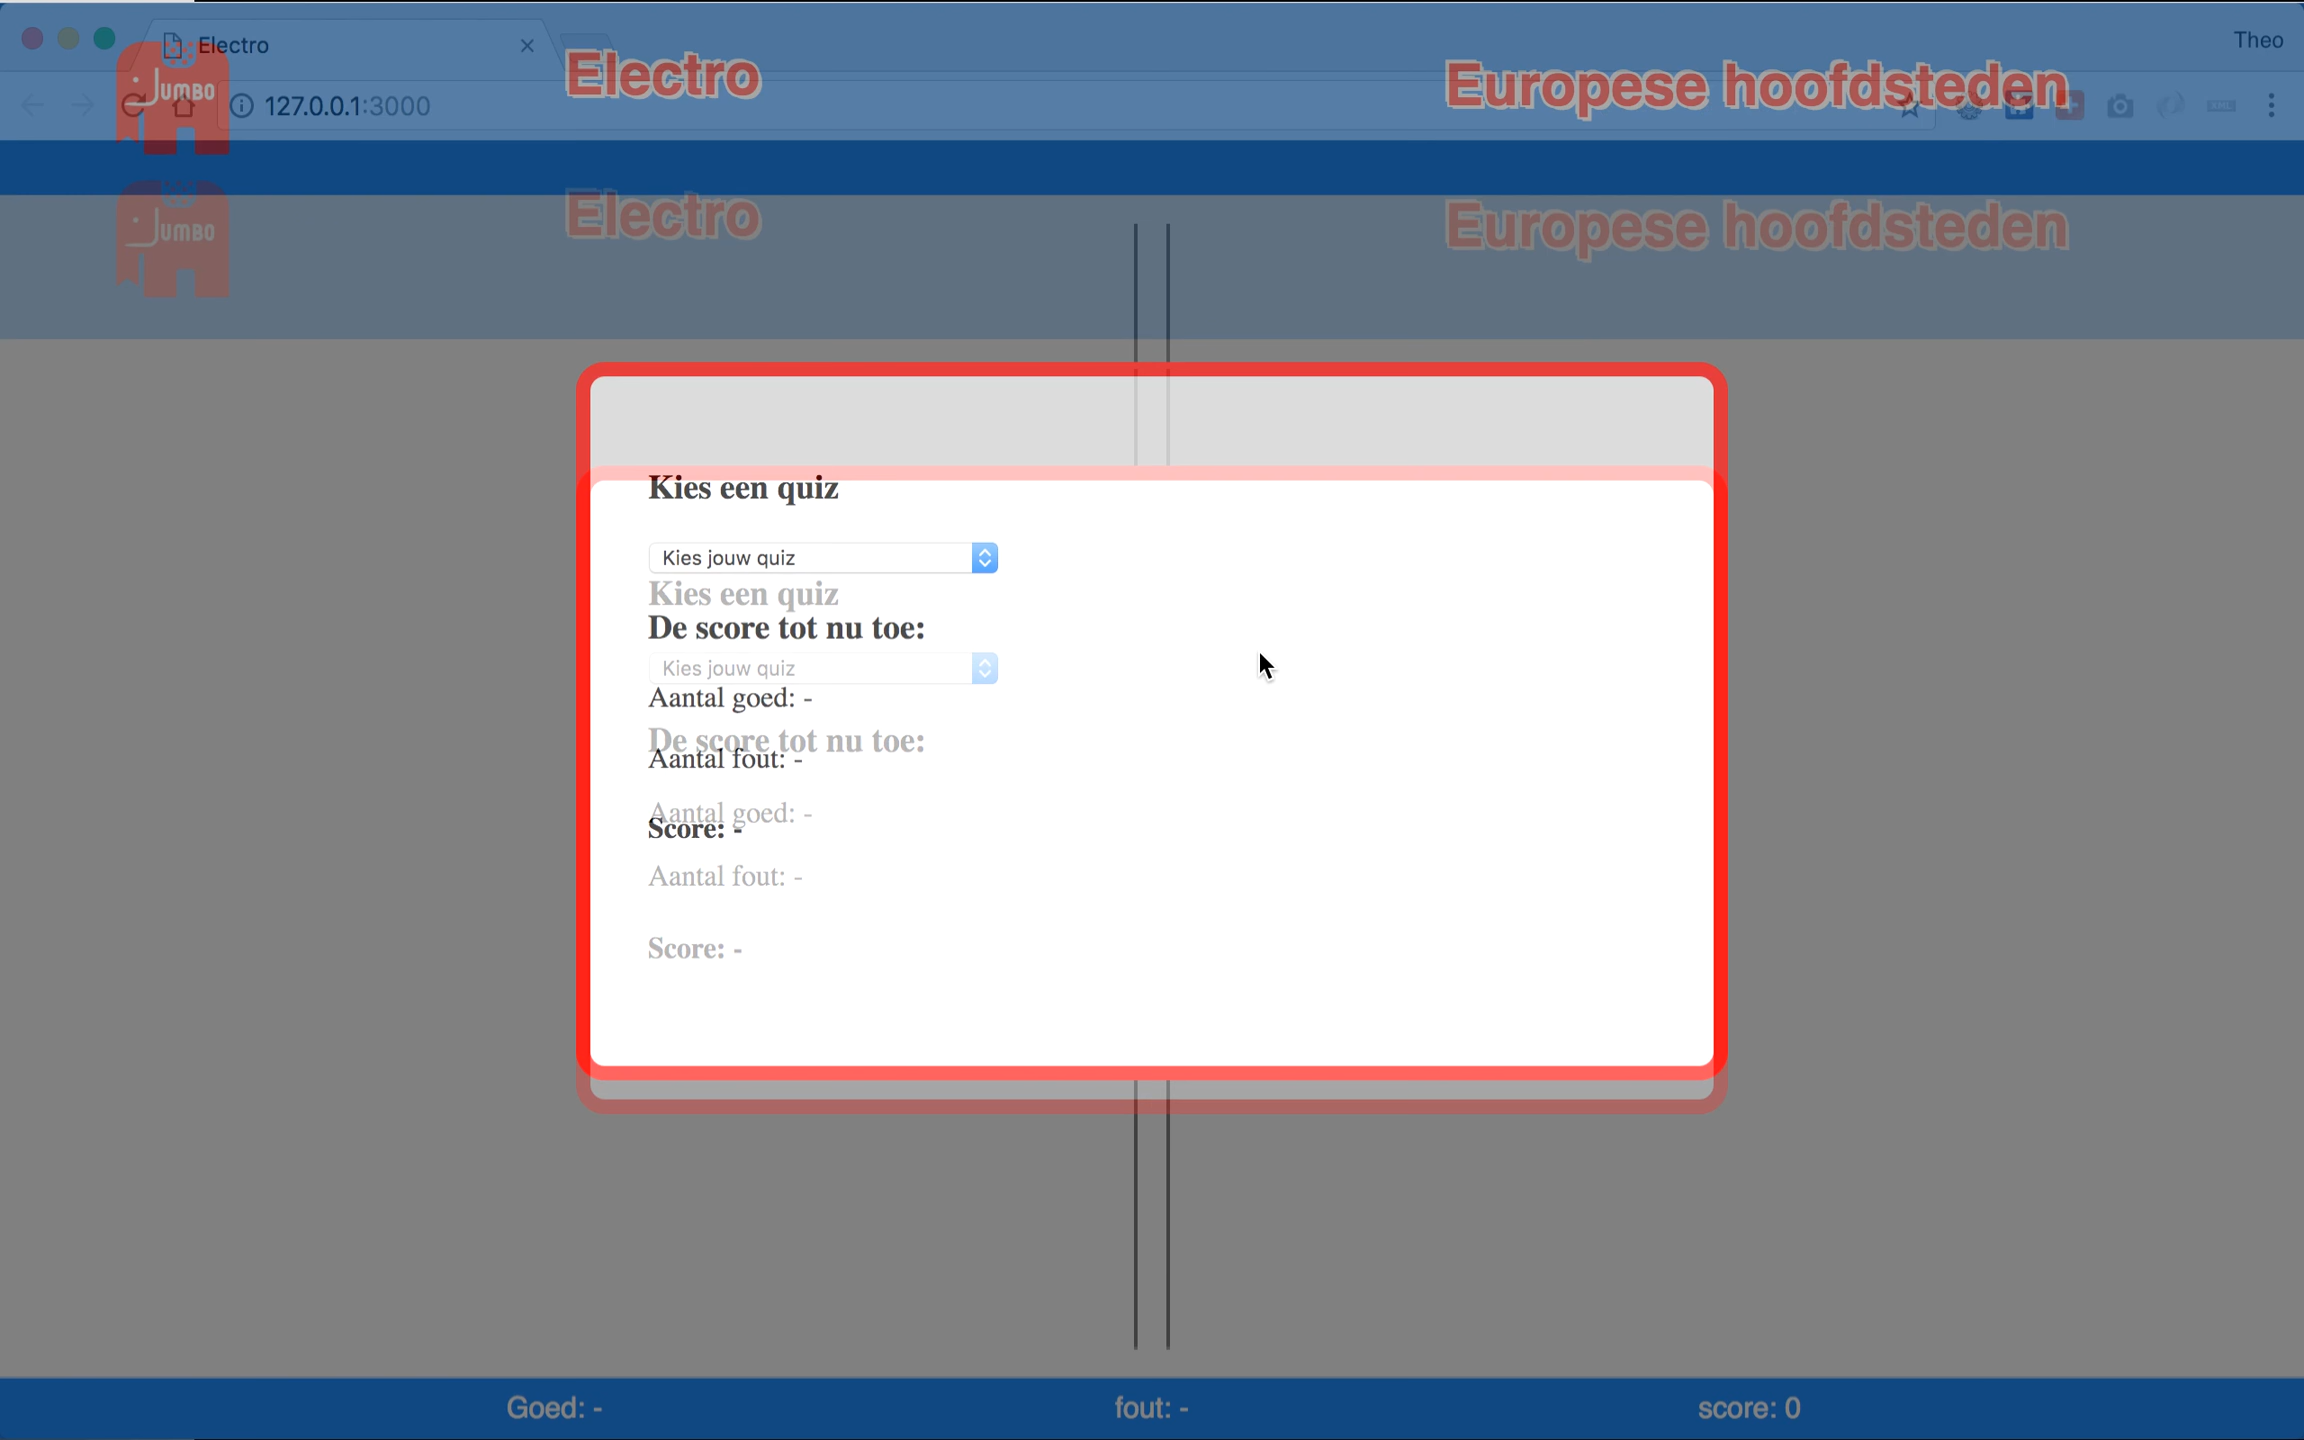 Electro
Theo
JUMBO
Electro
Europese hoofdsteden
127.0.0.1:3000
JUMBO
Electro
Europese hoofdsteden
Kies een quiz
Kies jouw quiz
Kies een quiz
De score tot nu toe:
Kies jouw quiz
Aantal goed: -
De score tot nu toe:
Aantal fout: -
Aantal goed: -
Score: -
Aantal fout: -
Score: -
Goed: -
fout: -
score: 0